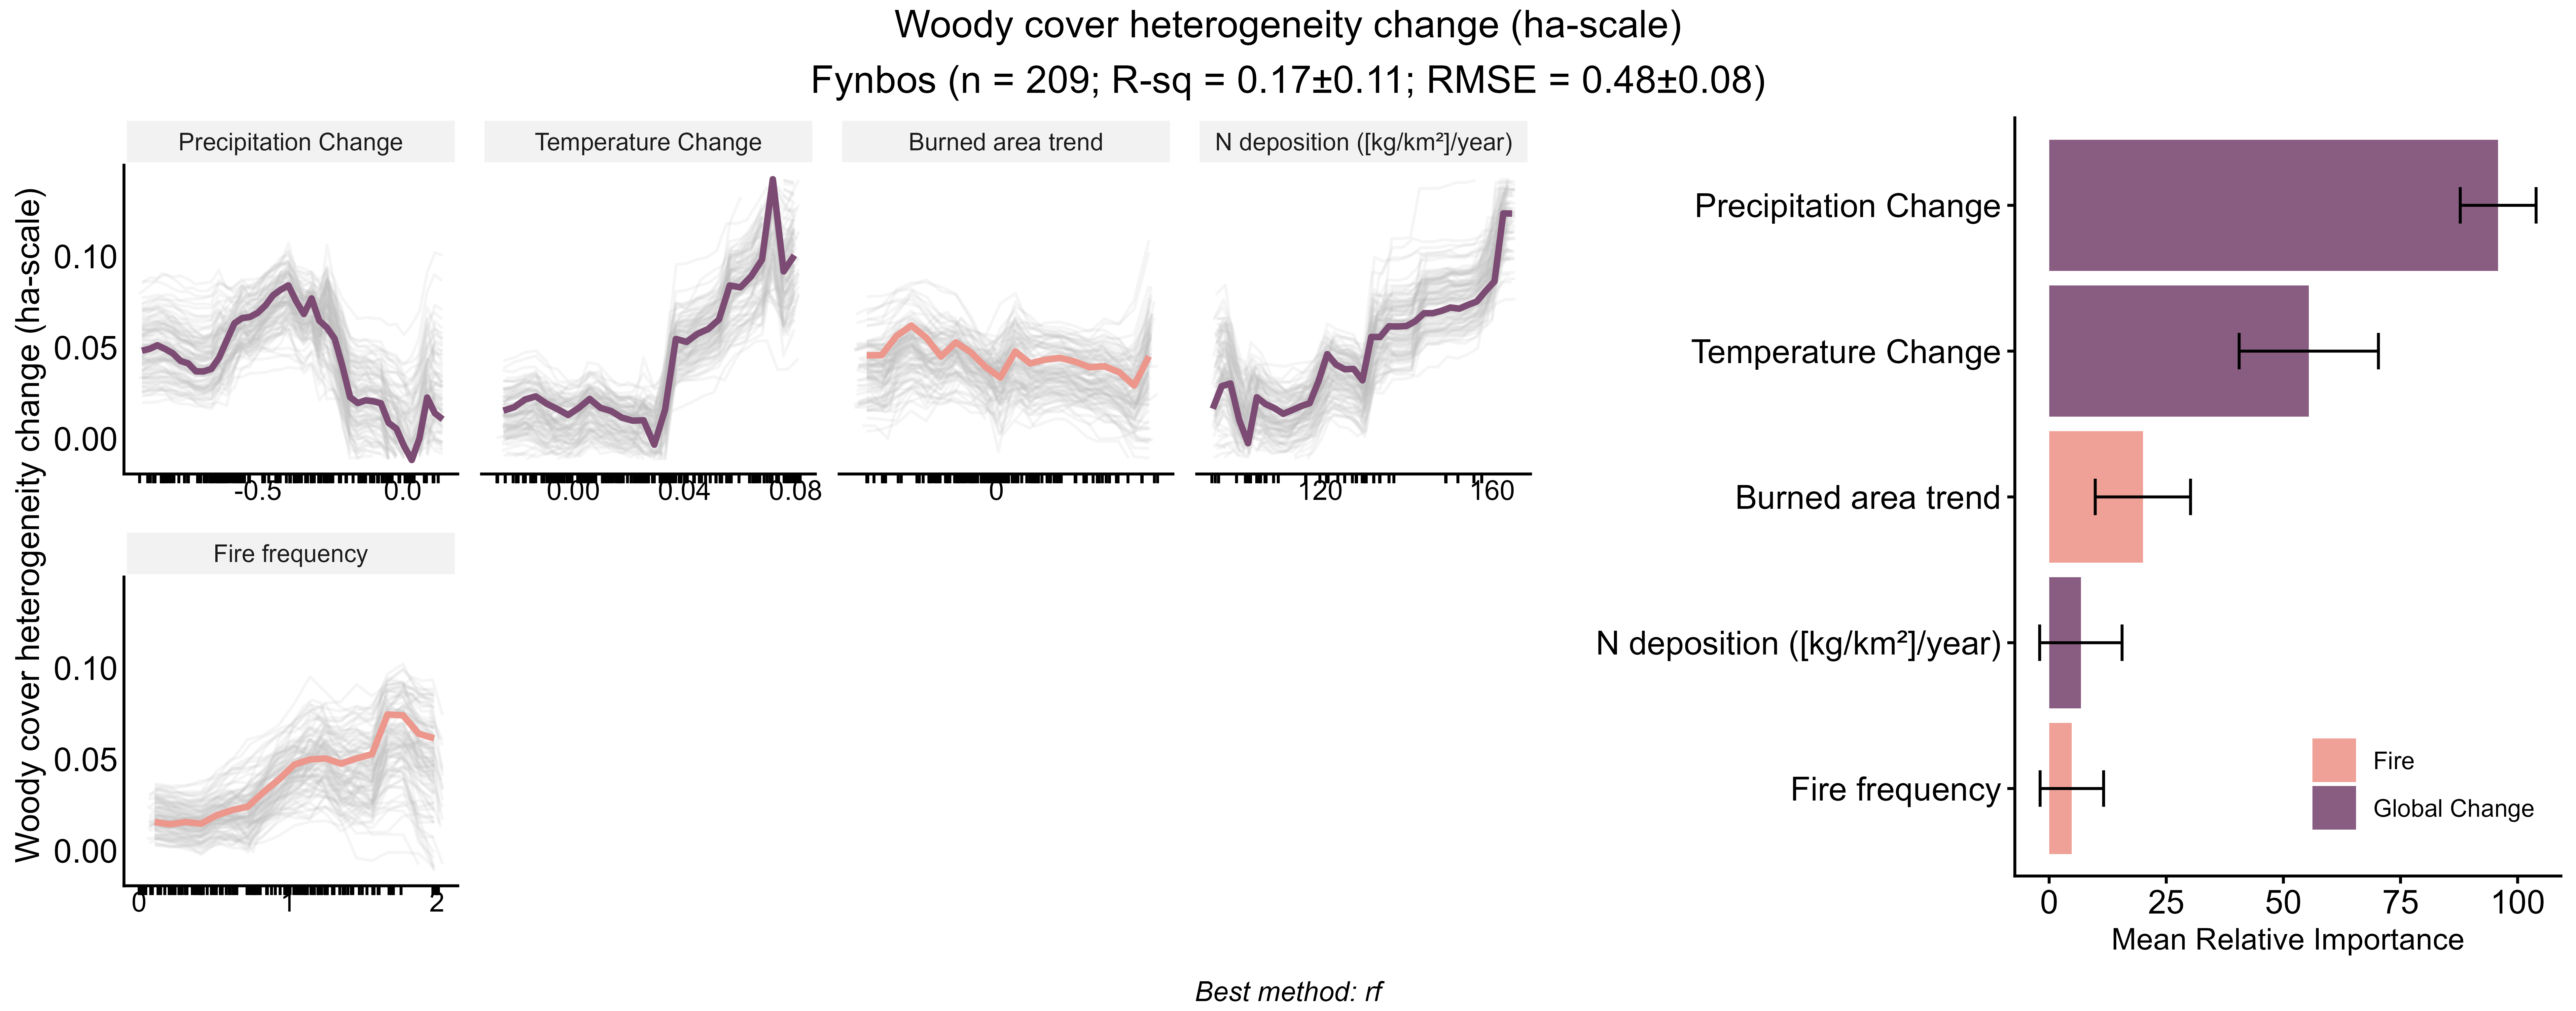 Woody cover heterogeneity change (ha-scale)
Fynbos (n = 209; R-sq = 0.17±0.11; RMSE = 0.48±0.08)
Woody cover heterogeneity change (ha-scale)
Precipitation Change
Temperature Change
Burned area trend
N deposition ([kg/km²]/year)
0.10
0.05
0.00
-0.5 0.0
0.00 0.04 0.08
0
120 160
Fire frequency
0.10
0.05
0.00
0 1 2
Precipitation Change
Temperature Change
Burned area trend
N deposition ([kg/km²]/year)
Fire frequency
Fire
Global Change
0 25 50 75 100
Mean Relative Importance
Best method: rf